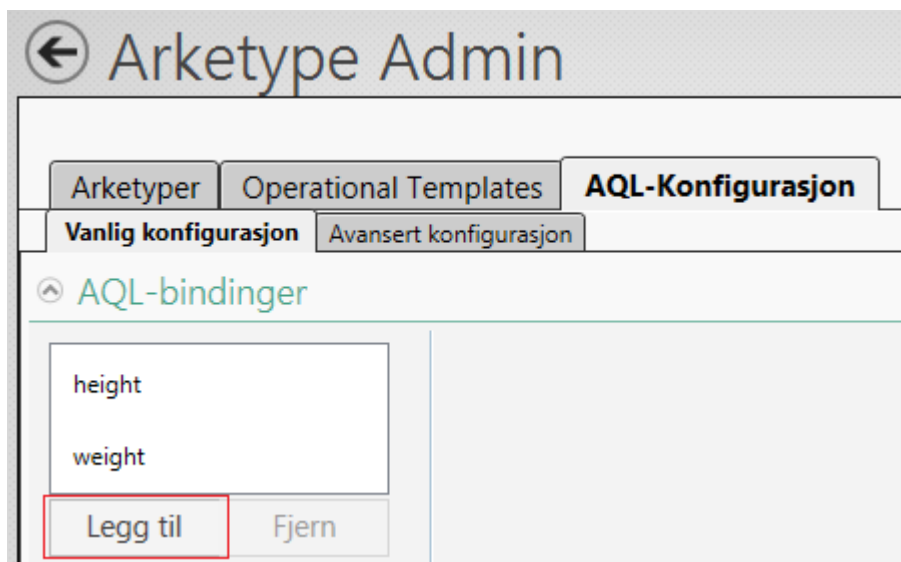 Arketype Admin
Arketyper Operational Templates AQL-Konfigurasjon
Vanlig konfigurasjon Avansert konfigurasjon
AQL-bindinger
height
weight
Legg til Fjern